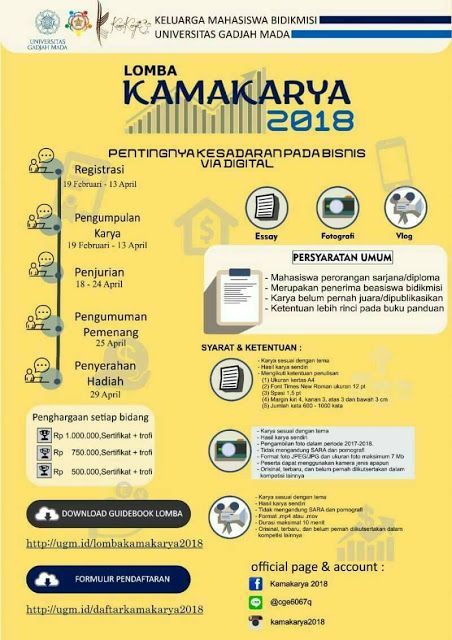 UNIVERSITAS
GADJAH MADA
KELUARGA MAHASISWA BIDIKMISI
UNIVERSITAS GADJAH MADA
LOMBA
KAMAKARYA
2018
PENTINGNYA KESADARAN PADA BISNIS
VIA DIGITAL
Registrasi
19 Februari - 13 April
Pengumpulan
Karya
19 Februari - 13 April
Penjurian
18 - 24 April
Pengumuman
Pemenang
25 April
Penyerahan
Hadiah
29 April
Essay
Fotografi
Vlog
PERSYARATAN UMUM
- Mahasiswa perorangan sarjana/diploma
- Merupakan penerima beasiswa bidikmisi
- Karya belum pernah juara/dipublikasikan
- Ketentuan lebih rinci pada buku panduan
SYARAT & KETENTUAN :
- Karya sesuai dengan tema
- Hasil karya sendiri
- Mengikuti ketentuan penulisan
(1) Ukuran kertas A4
(2) Font Times New Roman ukuran 12 pt
(3) Spasi 1,5 pt
(4) Margin kiri 4, kanan 3, atas 3 dan bawah 3 cm
(5) Jumlah kata 600 - 1000 kata
- Karya sesuai dengan tema
- Hasil karya sendiri
- Pengambilan foto dalam periode 2017-2018.
- Tidak mengandung SARA dan pornografi
- Format foto JPEG/JPG dan ukuran foto maksimum 7 Mb
- Peserta dapat menggunakan kamera jenis apapun
- Orisinal, terbaru, dan belum pernah diikutsertakan dalam
kompetisi lainnya
- Karya sesuai dengan tema
- Hasil karya sendiri
- Tidak mengandung SARA dan pornografi
- Format .mp4 atau .mov
- Durasi maksimal 10 menit
- Orisinal, terbaru, dan belum pernah diikutsertakan dalam
kompetisi lainnya
Penghargaan setiap bidang
Rp 1.000.000,Sertifikat + trofi
Rp 750.000,Sertifikat + trofi
Rp 500.000,Sertifikat + trofi
DOWNLOAD GUIDEBOOK LOMBA
http://ugm.id/lombakamakarya2018
FORMULIR PENDAFTARAN
http://ugm.id/daftarkamakarya2018
official page & account :
Kamakarya 2018
@cge6067q
kamakarya2018